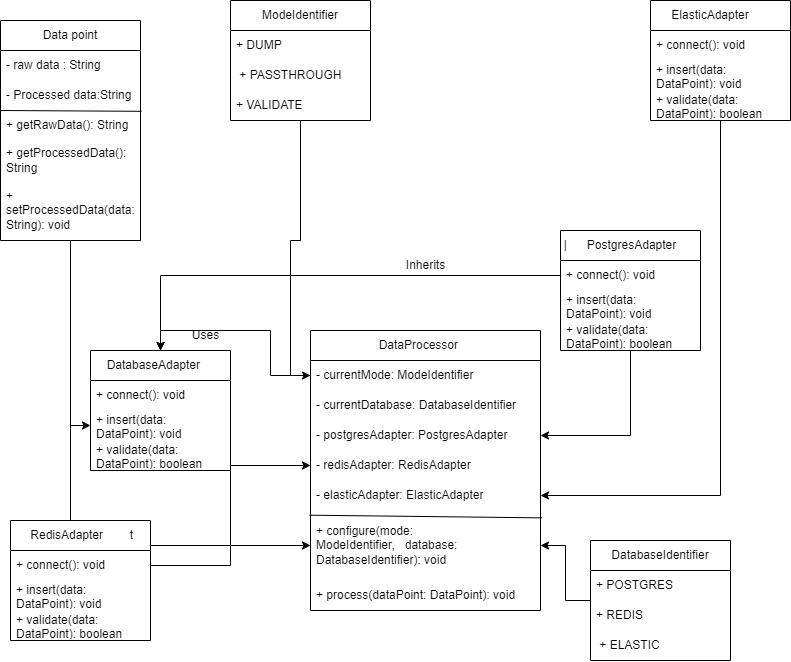 Data point
- raw data : String
- Processed data:String
+ getRawData(): String
+ getProcessedData():
String
+
setProcessedData(data:
String): void
ModeIdentifier
+ DUMP
+ PASSTHROUGH
+ VALIDATE
ElasticAdapter
+ connect(): void
+ insert(data:
DataPoint): void
+ validate(data:
DataPoint): boolean
| PostgresAdapter
+ connect(): void
+ insert(data:
DataPoint): void
+ validate(data:
DataPoint): boolean
Inherits
Uses
DatabaseAdapter
+ connect(): void
+ insert(data:
DataPoint): void
+ validate(data:
DataPoint): boolean
DataProcessor
- currentMode: ModeIdentifier
- currentDatabase: DatabaseIdentifier
- postgresAdapter: PostgresAdapter
- redisAdapter: RedisAdapter
- elasticAdapter: ElasticAdapter
+ configure(mode:
ModeIdentifier, database:
DatabaseIdentifier): void
+ process(dataPoint: DataPoint): void
RedisAdapter t
+ connect(): void
+ insert(data:
DataPoint): void
+ validate(data:
DataPoint): boolean
DatabaseIdentifier
+ POSTGRES
+ REDIS
+ ELASTIC